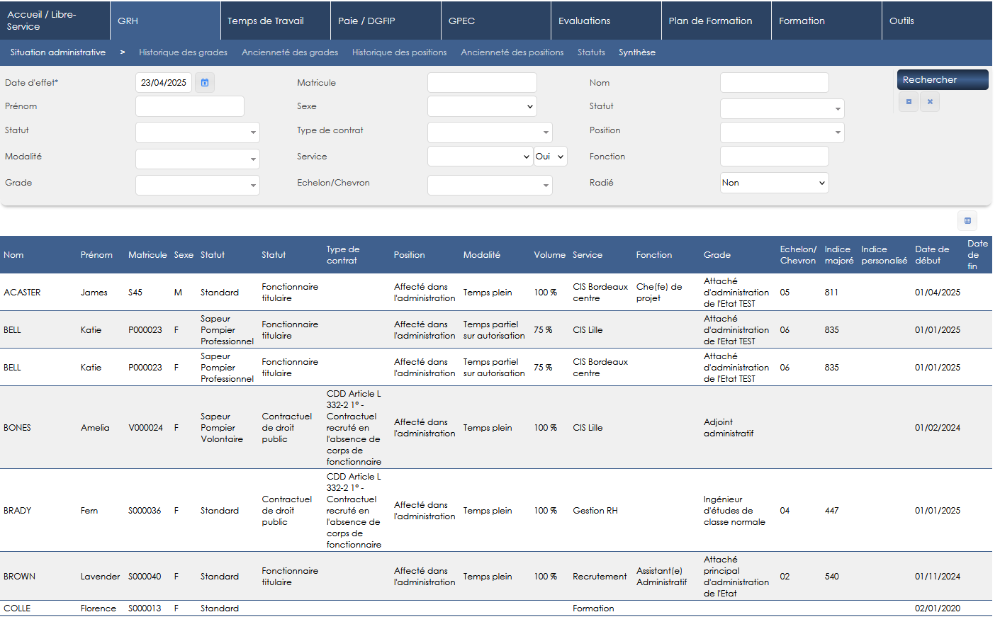 Accueil / Libre-Service GRH Temps de Travail Paie / DGFIP GPEC Evaluations Plan de Formation Formation Outils
Situation administrative > Historique des grades Ancienneté des grades Historique des positions Ancienneté des positions Statuts Synthèse
Date d'effet* 23/04/2025 Matricule Nom Rechercher
Prénom Sexe Statut
Statut Type de contrat Position
Modalité Service Oui Fonction
Grade Echelon/Chevron Radié Non
Nom Prénom Matricule Sexe Statut Statut Type de contrat Position Modalité Volume Service Fonction Grade Echelon/Chevron Indice majoré Indice personalisé Date de début Date de fin
ACASTER James S45 M Standard Fonctionnaire titulaire Affecté dans l'administration Temps plein 100 % CIS Bordeaux centre Che(fe) de projet Attaché d'administration de l'Etat TEST 05 811 01/04/2025
BELL Katie P000023 F Sapeur Pompier Professionnel Fonctionnaire titulaire Affecté dans l'administration Temps partiel sur autorisation 75 % CIS Lille Attaché d'administration de l'Etat TEST 06 835 01/01/2025
BELL Katie P000023 F Sapeur Pompier Professionnel Fonctionnaire titulaire Affecté dans l'administration Temps partiel sur autorisation 75 % CIS Bordeaux centre Attaché d'administration de l'Etat TEST 06 835 01/01/2025
BONES Amelia V000024 F Sapeur Pompier Volontaire Contractuel de droit public CDD Article L 332-2 1° - Contractuel recruté en l'absence de corps de fonctionnaire Affecté dans l'administration Temps plein 100 % CIS Lille Adjoint administratif 01/02/2024
BRADY Fern S000036 F Standard Contractuel de droit public CDD Article L 332-2 1° - Contractuel recruté en l'absence de corps de fonctionnaire Affecté dans l'administration Temps plein 100 % Gestion RH Ingénieur d'études de classe normale 04 447 01/01/2025
BROWN Lavender S000040 F Standard Fonctionnaire titulaire Affecté dans l'administration Temps plein 100 % Recrutement Assistant(e) Administratif Attaché principal d'administration de l'Etat 02 540 01/11/2024
COLLE Florence S000013 F Standard Formation 02/01/2020